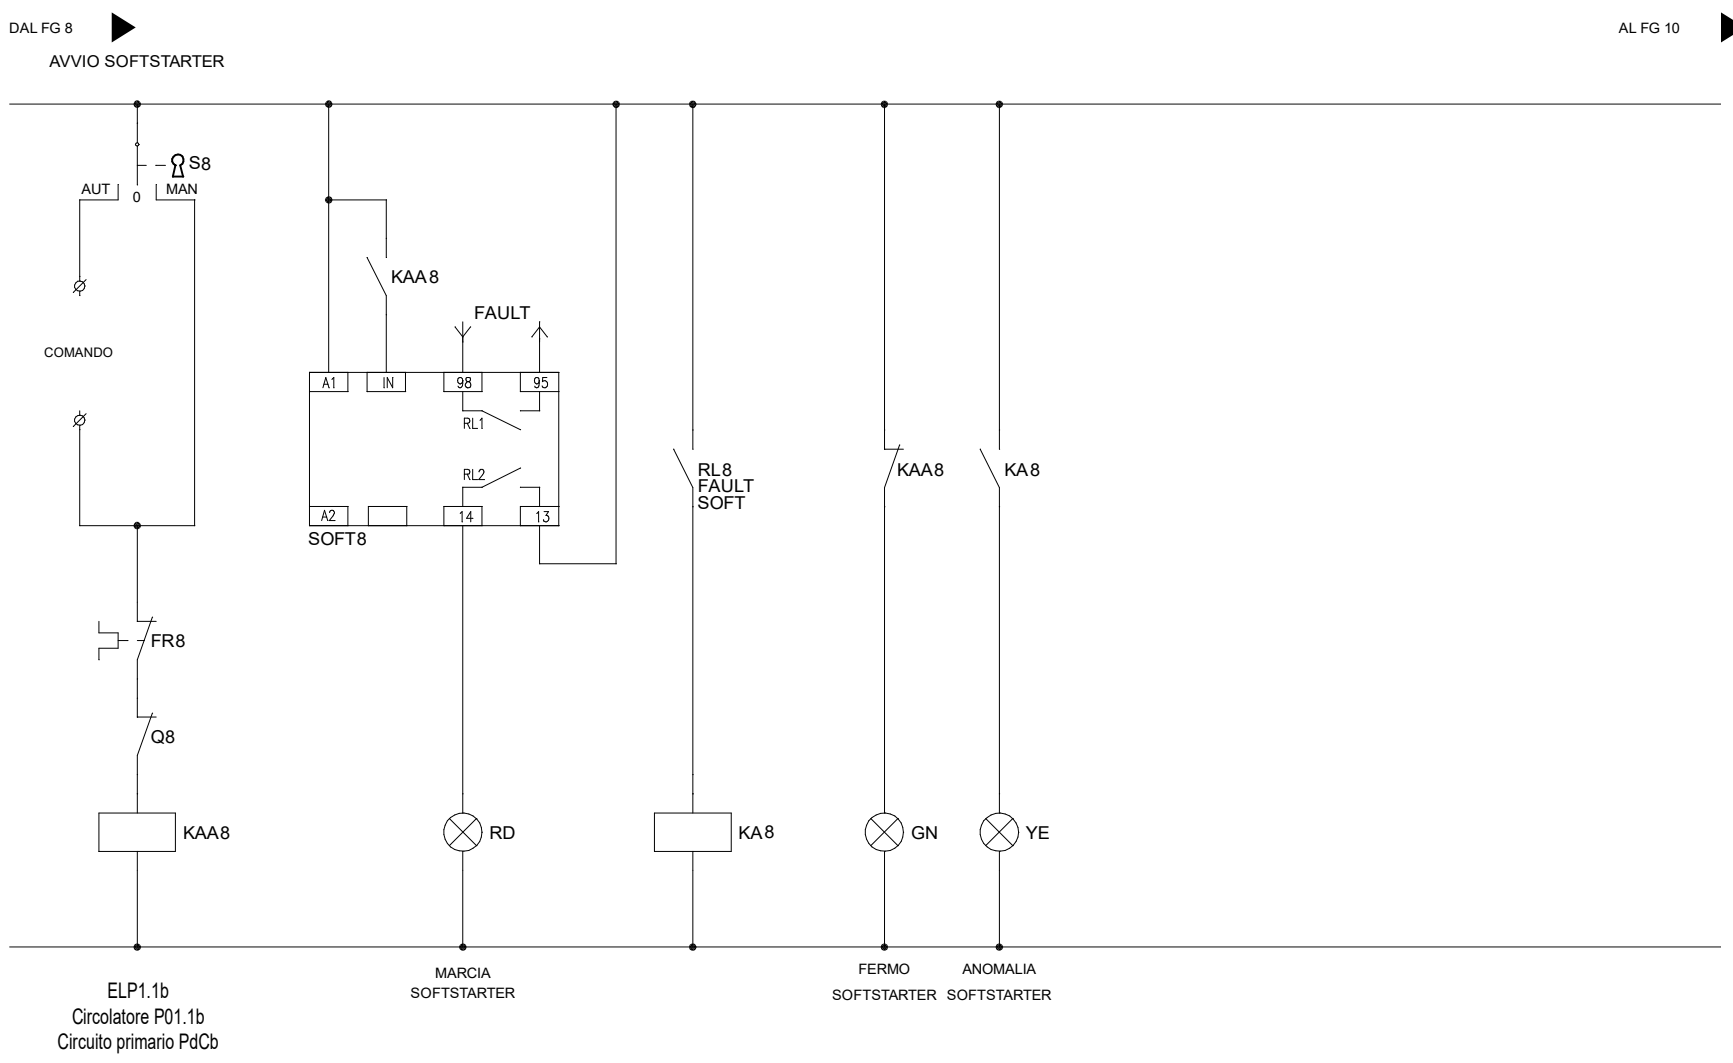 DAL FG 8
AL FG 10
AVVIO SOFTSTARTER
S8
AUT
0
MAN
KAA8
COMANDO
FAULT
A1
IN
98
95
RL1
RL2
A2
14
13
SOFT8
RL8
FAULT
SOFT
KAA8
KA8
FR8
Q8
KAA8
RD
KA8
GN
YE
MARCIA
SOFTSTARTER
FERMO
SOFTSTARTER
ANOMALIA
SOFTSTARTER
ELP1.1b
Circolatore P01.1b
Circuito primario PdCb